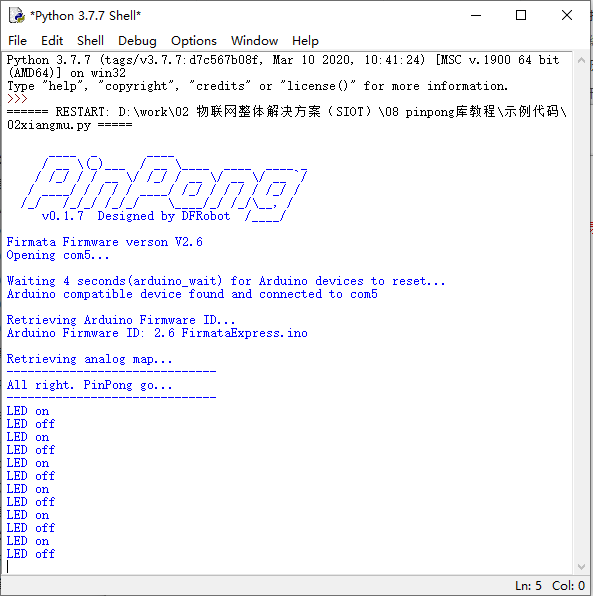 *Python 3.7.7 Shell*
File Edit Shell Debug Options Window Help
Python 3.7.7 (tags/v3.7.7:d7c567b08f, Mar 10 2020, 10:41:24) [MSC v.1900 64 bit
(AMD64)] on win32
Type "help", "copyright", "credits" or "license()" for more information.
>>>
====== RESTART: D:\work\02 物联网整体解决方案（SIOT）\08 pinpong库教程\示例代码\
02xiangmu.py =====
PinPong
v0.1.7 Designed by DFRobot
Firmata Firmware verson V2.6
Opening com5...
Waiting 4 seconds(arduino_wait) for Arduino devices to reset...
Arduino compatible device found and connected to com5
Retrieving Arduino Firmware ID...
Arduino Firmware ID: 2.6 FirmataExpress.ino
Retrieving analog map...
------------------------------
All right. PinPong go...
------------------------------
LED on
LED off
LED on
LED off
LED on
LED off
LED on
LED off
LED on
LED off
LED on
LED off
Ln: 5 Col: 0